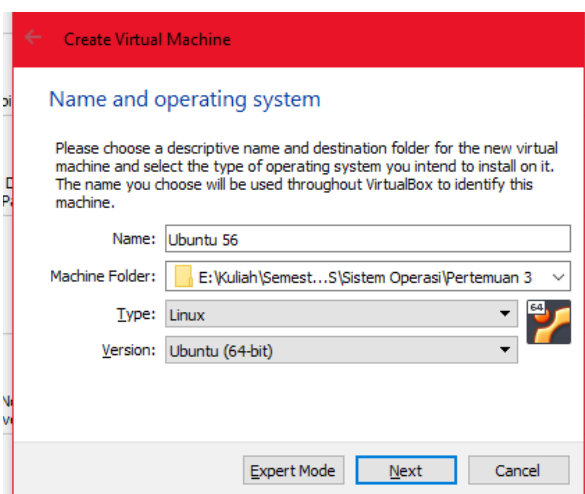 Create Virtual Machine
Name and operating system
Please choose a descriptive name and destination folder for the new virtual
machine and select the type of operating system you intend to install on it.
The name you choose will be used throughout VirtualBox to identify this
machine.
Name: Ubuntu 56
Machine Folder: E:\Kuliah\Semest...S\Sistem Operasi\Pertemuan 3
Type: Linux
64
Version: Ubuntu (64-bit)
Expert Mode Next Cancel